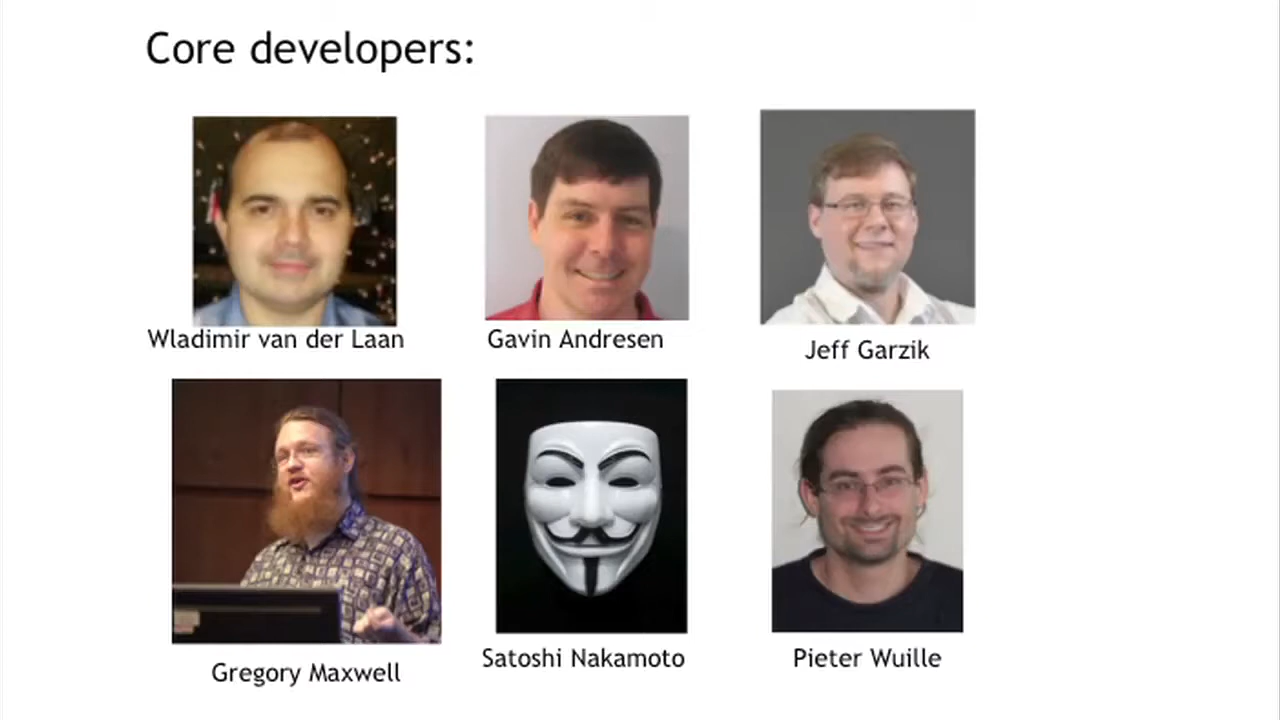 Core developers:
Wladimir van der Laan
Gavin Andresen
Jeff Garzik
Gregory Maxwell
Satoshi Nakamoto
Pieter Wuille